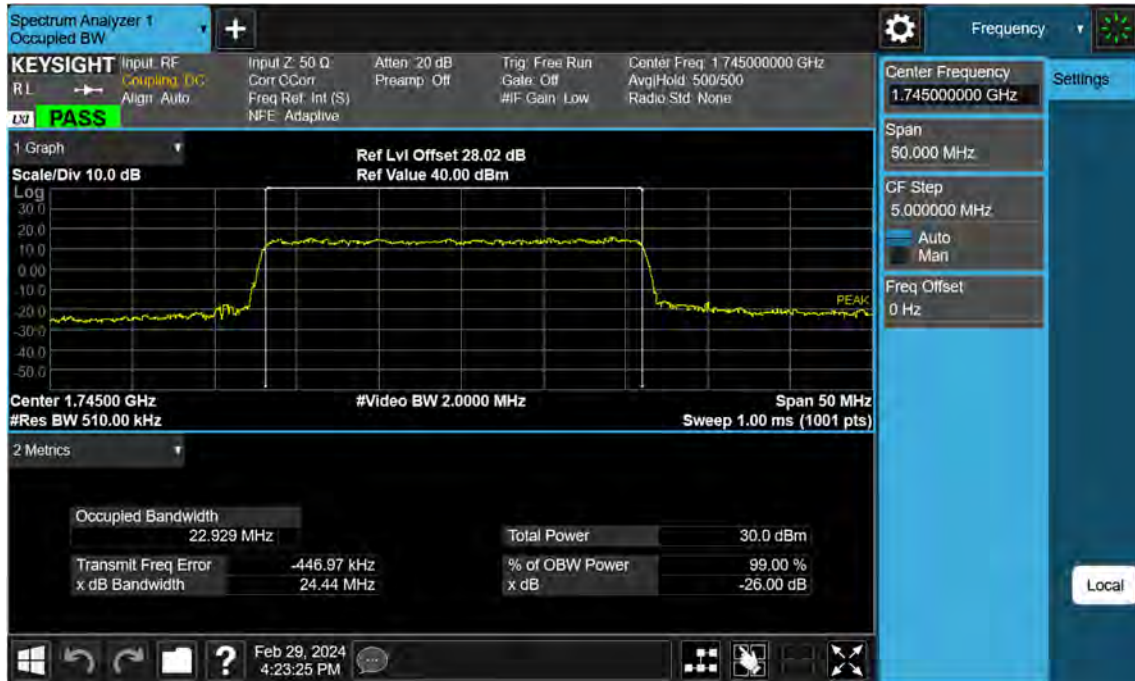 Spectrum Analyzer 1
Occupied BW
+
Frequency
KEYSIGHT
R L
LXI
PASS
Input: RF
Coupling: DC
Align: Auto
Input Z: 50 Ω
Corr CCorr
Freq Ref: Int (S)
NFE: Adaptive
Atten: 20 dB
Preamp: Off
Trig: Free Run
Gate: Off
#IF Gain: Low
Center Freq: 1.745000000 GHz
Avg|Hold: 500/500
Radio Std: None
Center Frequency
1.745000000 GHz
Settings
Span
50.000 MHz
CF Step
5.000000 MHz
Auto
Man
Freq Offset
0 Hz
1 Graph
Scale/Div 10.0 dB
Ref Lvl Offset 28.02 dB
Ref Value 40.00 dBm
Log
30.0
20.0
10.0
0.00
-10.0
-20.0
-30.0
-40.0
-50.0
PEAK
Center 1.74500 GHz
#Video BW 2.0000 MHz
Span 50 MHz
#Res BW 510.00 kHz
Sweep 1.00 ms (1001 pts)
2 Metrics
Occupied Bandwidth
22.929 MHz
Total Power 30.0 dBm
Transmit Freq Error -446.97 kHz
% of OBW Power 99.00 %
x dB Bandwidth 24.44 MHz
x dB -26.00 dB
Local
?
Feb 29, 2024
4:23:25 PM